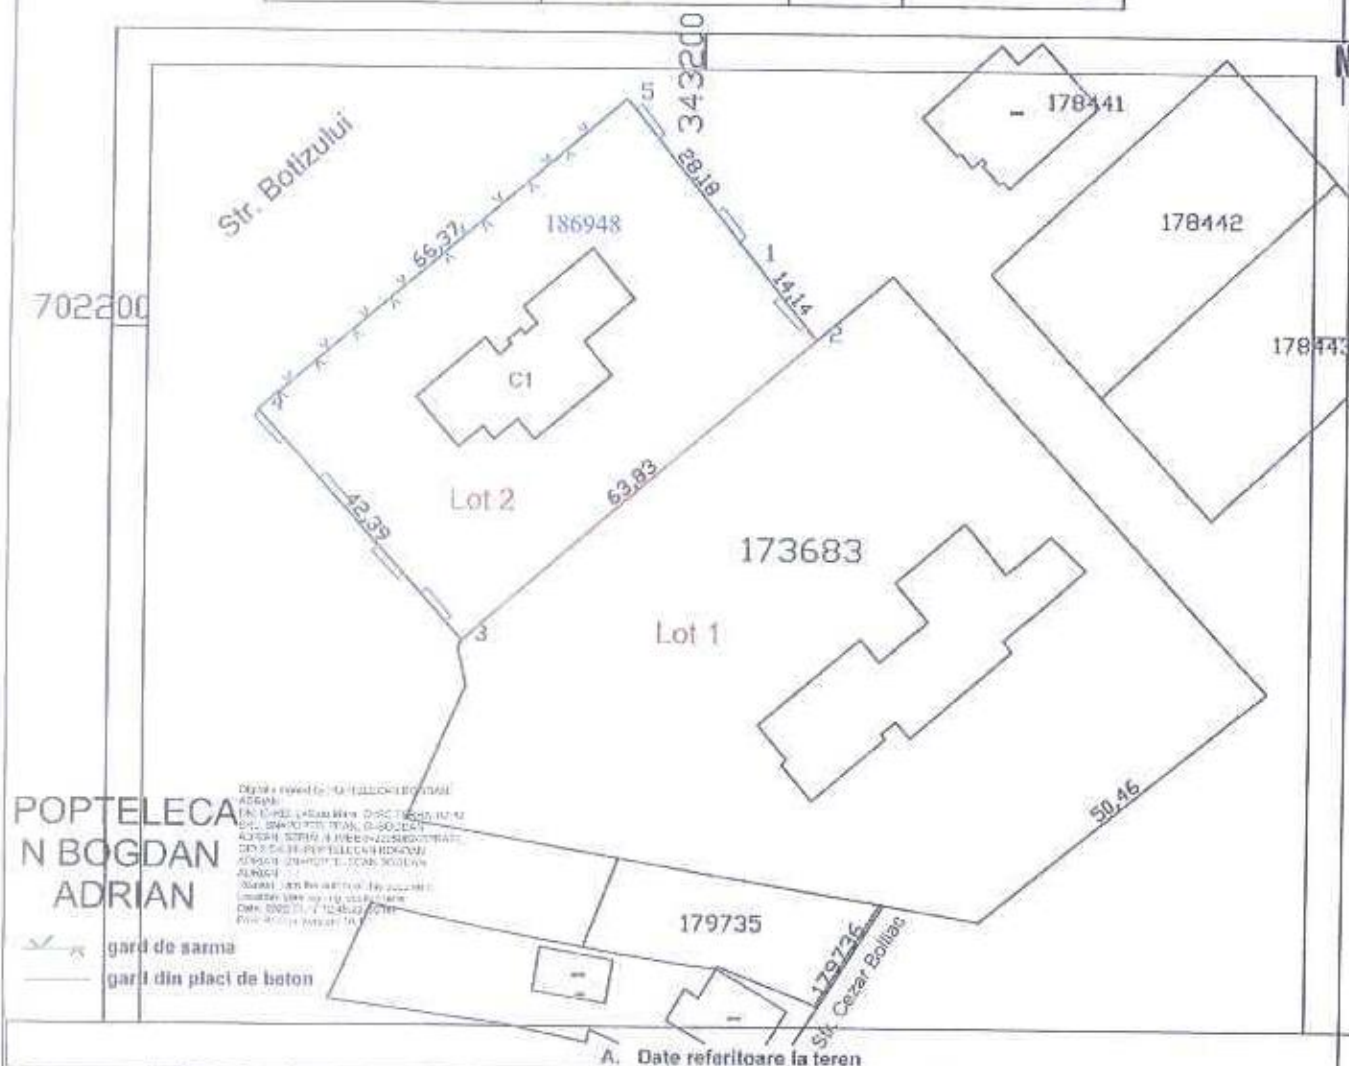 343200
N
5
178441
Str. Botizului
28,18
178442
186948
66,37
1
14,14
702200
2
178443
C1
63,83
Lot 2
42,39
173683
3
Lot 1
50,46
POPTELECA
N BOGDAN
ADRIAN
179735
179736
Str. Cezar Bolliac
gard de sarma
gard din placi de beton
A. Date referitoare la teren